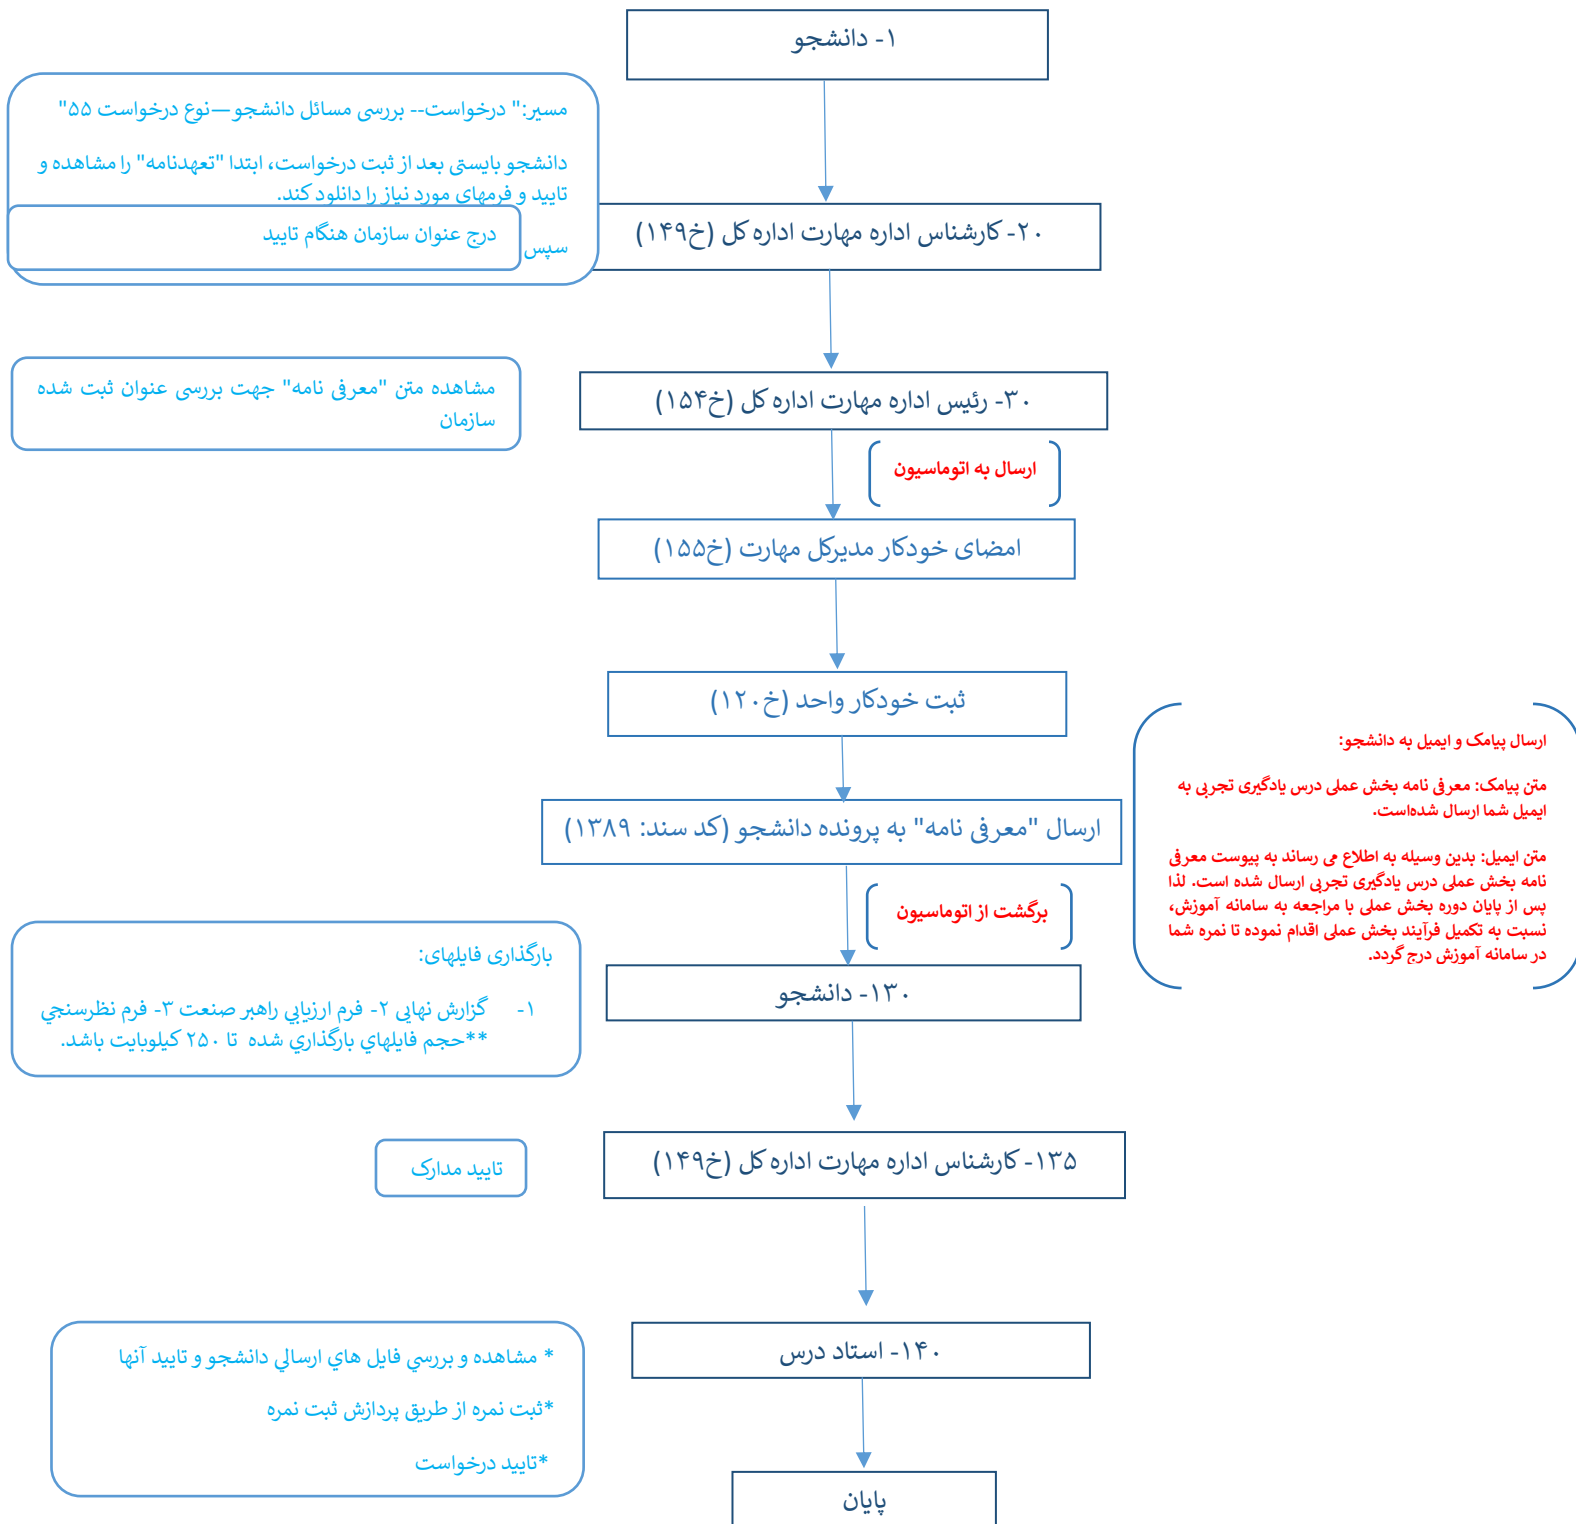 ۱- دانشجو
مسیر:" درخواست-- بررسی مسائل دانشجو—نوع درخواست ۵۵"
دانشجو بایستی بعد از ثبت درخواست، ابتدا "تعهدنامه" را مشاهده و
تایید و فرمهای مورد نیاز را دانلود کند.
سپس
درج عنوان سازمان هنگام تایید
۲۰- کارشناس اداره مهارت اداره کل (خ۱۴۹)
مشاهده متن "معرفی نامه" جهت بررسی عنوان ثبت شده
سازمان
۳۰- رئیس اداره مهارت اداره کل (خ۱۵۴)
ارسال به اتوماسیون
امضای خودکار مدیرکل مهارت (خ۱۵۵)
ثبت خودکار واحد (خ۱۲۰)
ارسال پیامک و ایمیل به دانشجو:
متن پیامک: معرفی نامه بخش عملی درس یادگیری تجربی به
ایمیل شما ارسال شدهاست.
متن ایمیل: بدین وسیله به اطلاع می رساند به پیوست معرفی
نامه بخش عملی درس یادگیری تجربی ارسال شده است. لذا
پس از پایان دوره بخش عملی با مراجعه به سامانه آموزش،
نسبت به تکمیل فرآیند بخش عملی اقدام نموده تا نمره شما
در سامانه آموزش درج گردد.
ارسال "معرفی نامه" به پرونده دانشجو (کد سند: ۱۳۸۹)
برگشت از اتوماسیون
بارگذاری فایلهای:
۱- گزارش نهایی ۲- فرم ارزیابي راهبر صنعت ۳- فرم نظرسنجي
**حجم فایلهاي بارگذاري شده تا ۲۵۰ کیلوبایت باشد.
۱۳۰- دانشجو
تایید مدارک
۱۳۵- کارشناس اداره مهارت اداره کل (خ۱۴۹)
۱۴۰- استاد درس
* مشاهده و بررسي فایل هاي ارسالي دانشجو و تایید آنها
*ثبت نمره از طریق پردازش ثبت نمره
*تایید درخواست
پایان